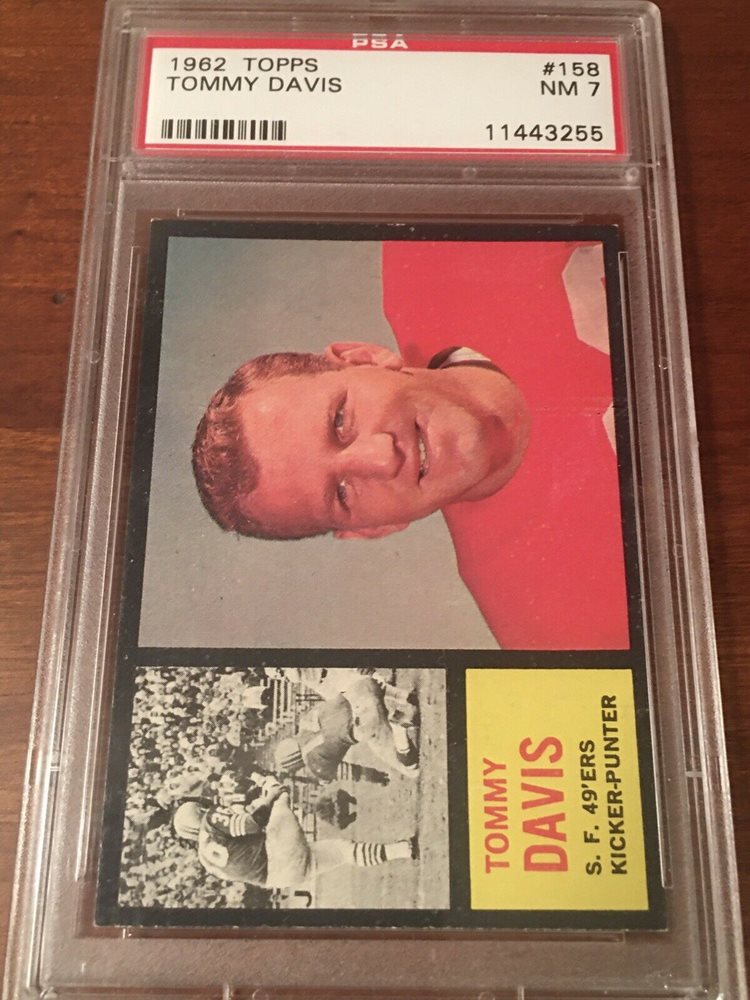 PSA
1962 TOPPS
#158
TOMMY DAVIS
NM 7
11443255
TOMMY
DAVIS
S. F. 49'ERS
KICKER-PUNTER